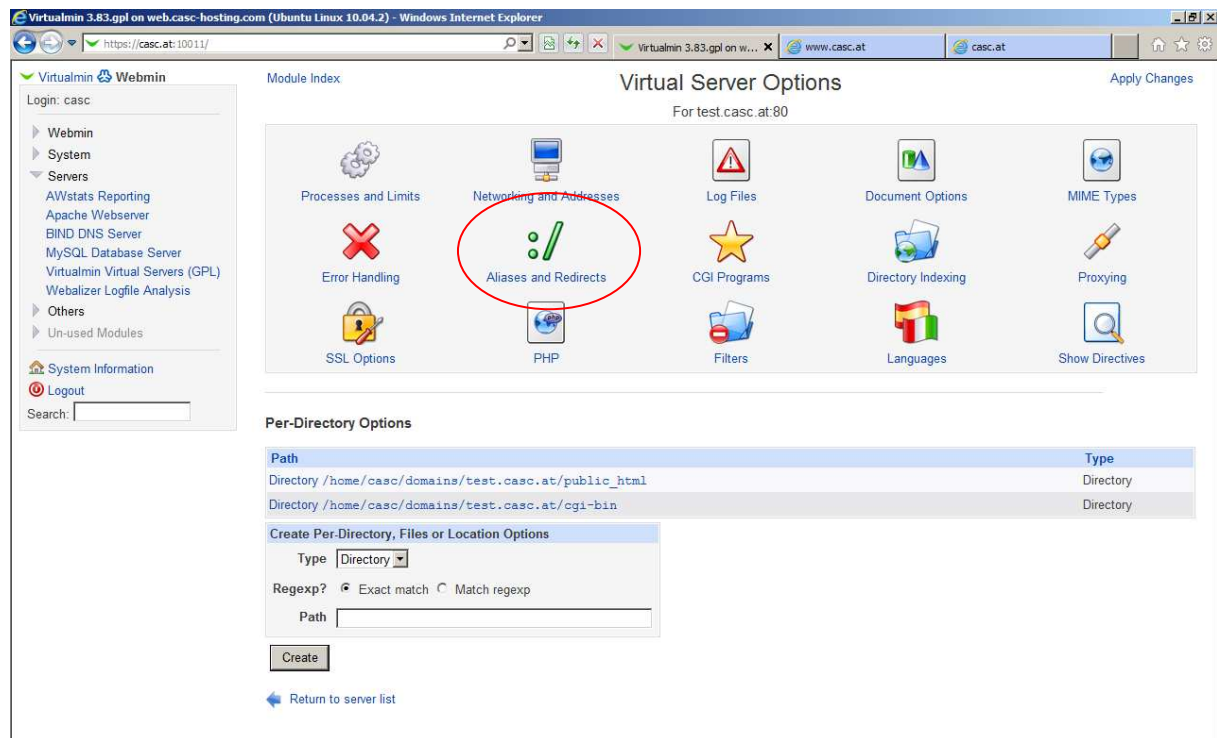 Virtualmin 3.83.gpl on web.casc-hosting.com (Ubuntu Linux 10.04.2) - Windows Internet Explorer
https://casc.at:10011/
Virtualmin 3.83.gpl on w...
www.casc.at
casc.at
Virtualmin Webmin
Login: casc
Webmin
System
Servers
AWstats Reporting
Apache Webserver
BIND DNS Server
MySQL Database Server
Virtualmin Virtual Servers (GPL)
Webalizer Logfile Analysis
Others
Un-used Modules
System Information
Logout
Search:
Module Index
Virtual Server Options
Apply Changes
For test.casc.at:80
Processes and Limits
Networking and Addresses
Log Files
Document Options
MIME Types
Error Handling
Aliases and Redirects
CGI Programs
Directory Indexing
Proxying
SSL Options
PHP
Filters
Languages
Show Directives
Per-Directory Options
Path Type
Directory /home/casc/domains/test.casc.at/public_html Directory
Directory /home/casc/domains/test.casc.at/cgi-bin Directory
Create Per-Directory, Files or Location Options
Type Directory
Regexp? Exact match Match regexp
Path
Create
Return to server list